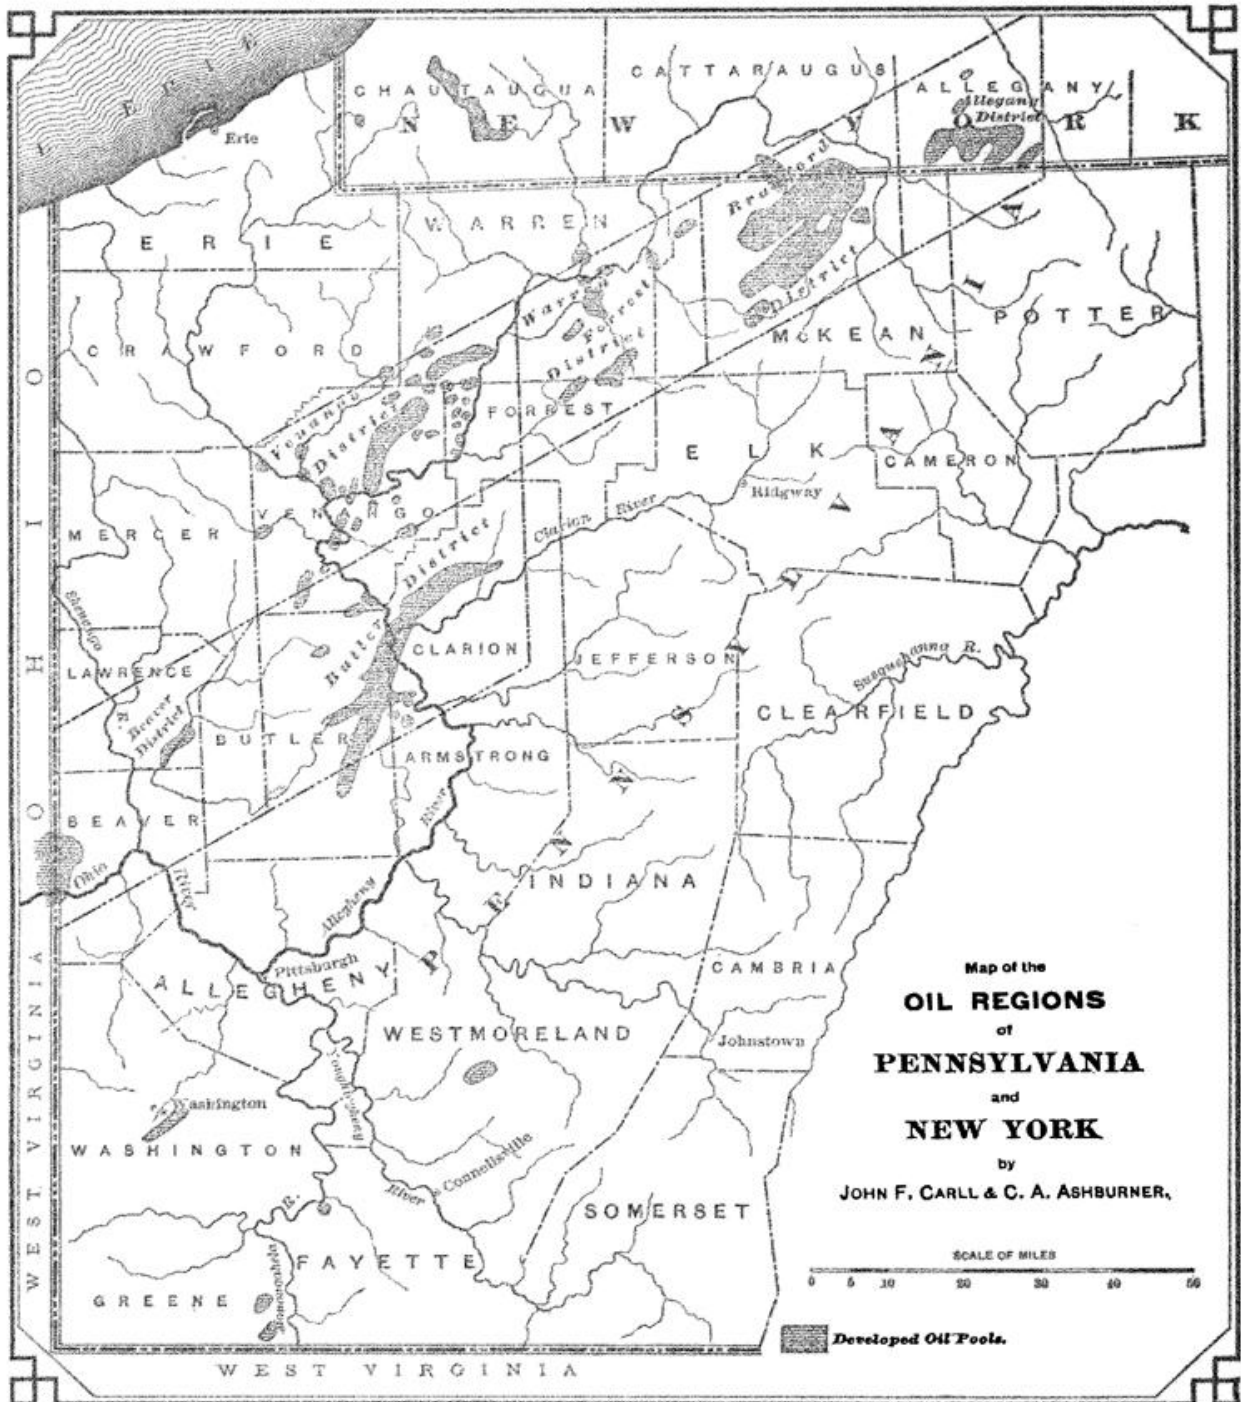 ERIE
CHAUTAUQUA
CATTARAUGUS
ALLEGANY
Allegany
District
NEW YORK
Erie
Bradford
District
WARREN
ERIE
Warren
Forrest
District
POTTER
McKEAN
CRAWFORD
FORREST
Venango
District
ELK
CAMERON
Ridgway
Clarion River
VENANGO
MERCER
District
Butler
Shenango
R.
CLARION
JEFFERSON
Susquehanna R.
LAWRENCE
Beaver
District
CLEARFIELD
BUTLER
ARMSTRONG
BEAVER
River
Allegheny
Ohio
River
INDIANA
OHIO
PENNSYLVANIA
Pittsburgh
ALLEGHENY
CAMBRIA
WESTMORELAND
Johnstown
Youghiogheny
River
Washington
WASHINGTON
Connellsville
SOMERSET
R.
FAYETTE
Monongahela
GREENE
WEST VIRGINIA
WEST VIRGINIA
Map of the
OIL REGIONS
of
PENNSYLVANIA
and
NEW YORK
by
JOHN F. CARLL & C. A. ASHBURNER,
SCALE OF MILES
0 5 10 20 30 40 50
Developed Oil Pools.